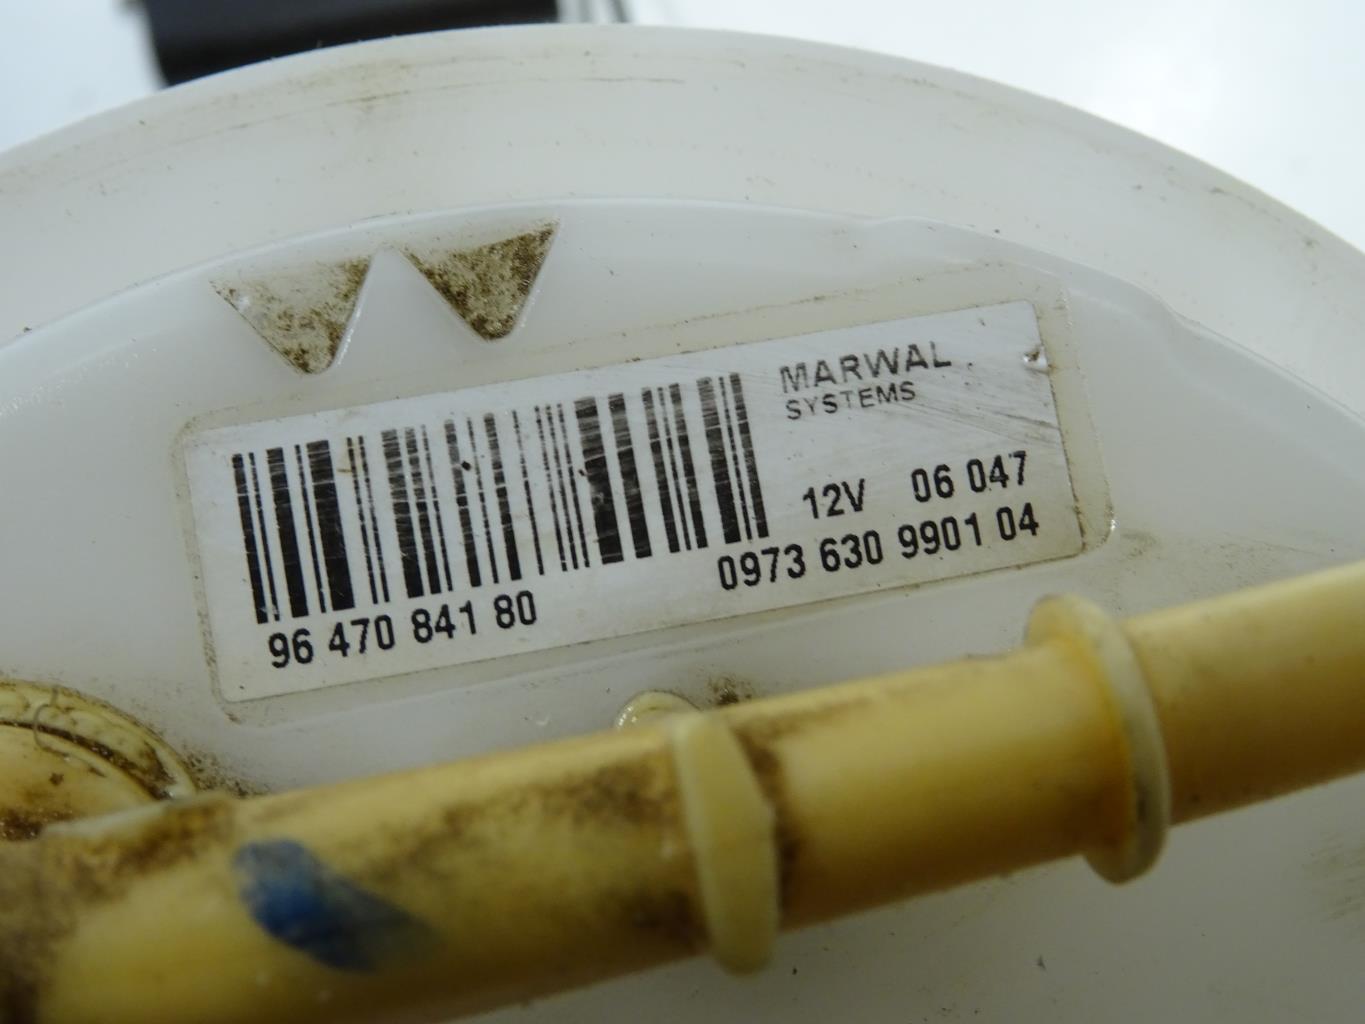 MARWAL
SYSTEMS
12V 06 047
0973 630 9901 04
96 470 841 80